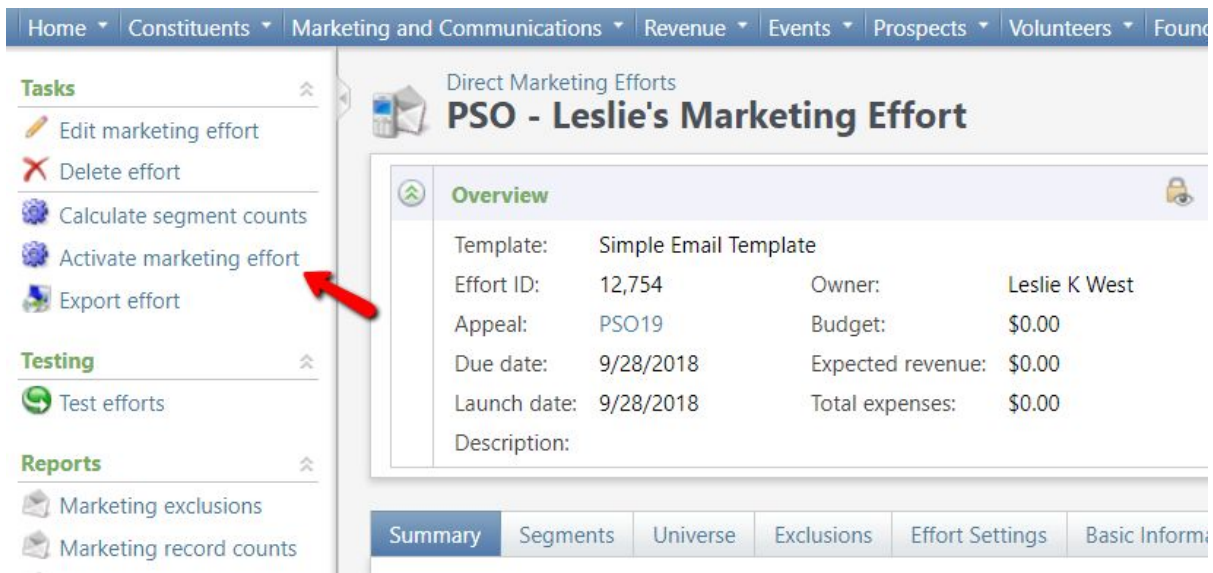 Home Constituents Marketing and Communications Revenue Events Prospects Volunteers
Tasks
Edit marketing effort
Delete effort
Calculate segment counts
Activate marketing effort
Export effort
Testing
Test efforts
Reports
Marketing exclusions
Marketing record counts
Direct Marketing Efforts
PSO - Leslie's Marketing Effort
Overview
Template: Simple Email Template
Effort ID: 12,754 Owner: Leslie K West
Appeal: PSO19 Budget: $0.00
Due date: 9/28/2018 Expected revenue: $0.00
Launch date: 9/28/2018 Total expenses: $0.00
Description:
Summary Segments Universe Exclusions Effort Settings Basic